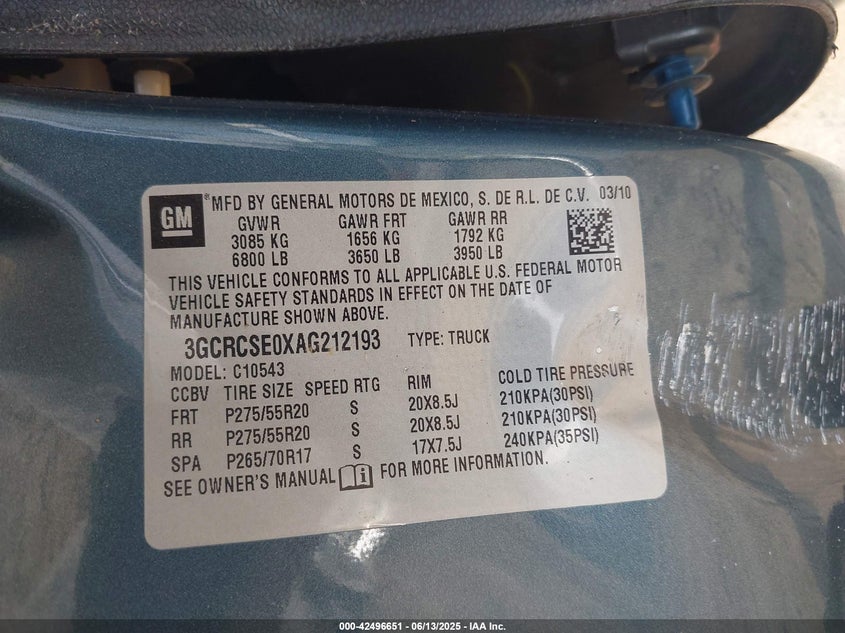 GM
® MFD BY GENERAL MOTORS DE MEXICO, S. DE R.L. DE C.V. 03/10
GVWR GAWR FRT GAWR RR
3085 KG 1656 KG 1792 KG
6800 LB 3650 LB 3950 LB
THIS VEHICLE CONFORMS TO ALL APPLICABLE U.S. FEDERAL MOTOR
VEHICLE SAFETY STANDARDS IN EFFECT ON THE DATE OF
MANUFACTURE SHOWN ABOVE.
3GCRCSE0XAG212193 TYPE: TRUCK
MODEL: C10543
CCBV TIRE SIZE SPEED RTG RIM COLD TIRE PRESSURE
FRT P275/55R20 S 20X8.5J 210KPA(30PSI)
RR P275/55R20 S 20X8.5J 210KPA(30PSI)
SPA P265/70R17 S 17X7.5J 240KPA(35PSI)
SEE OWNER'S MANUAL i FOR MORE INFORMATION.
000-42496651 - 06/13/2025 - IAA Inc.